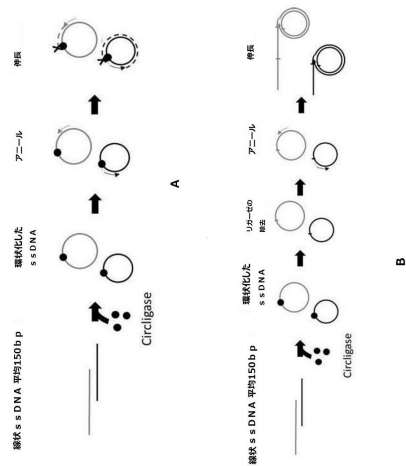 線状ssDNA 平均150bp
Circligase
環状化した
ssDNA
アニール
伸長
A
線状ssDNA 平均150bp
Circligase
環状化した
ssDNA
リガーゼの
除去
アニール
伸長
B